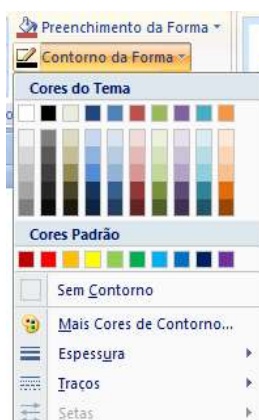 Preenchimento da Forma
Contorno da Forma
Cores do Tema
Cores Padrão
Sem Contorno
Mais Cores de Contorno...
Espessura
Traços
Setas